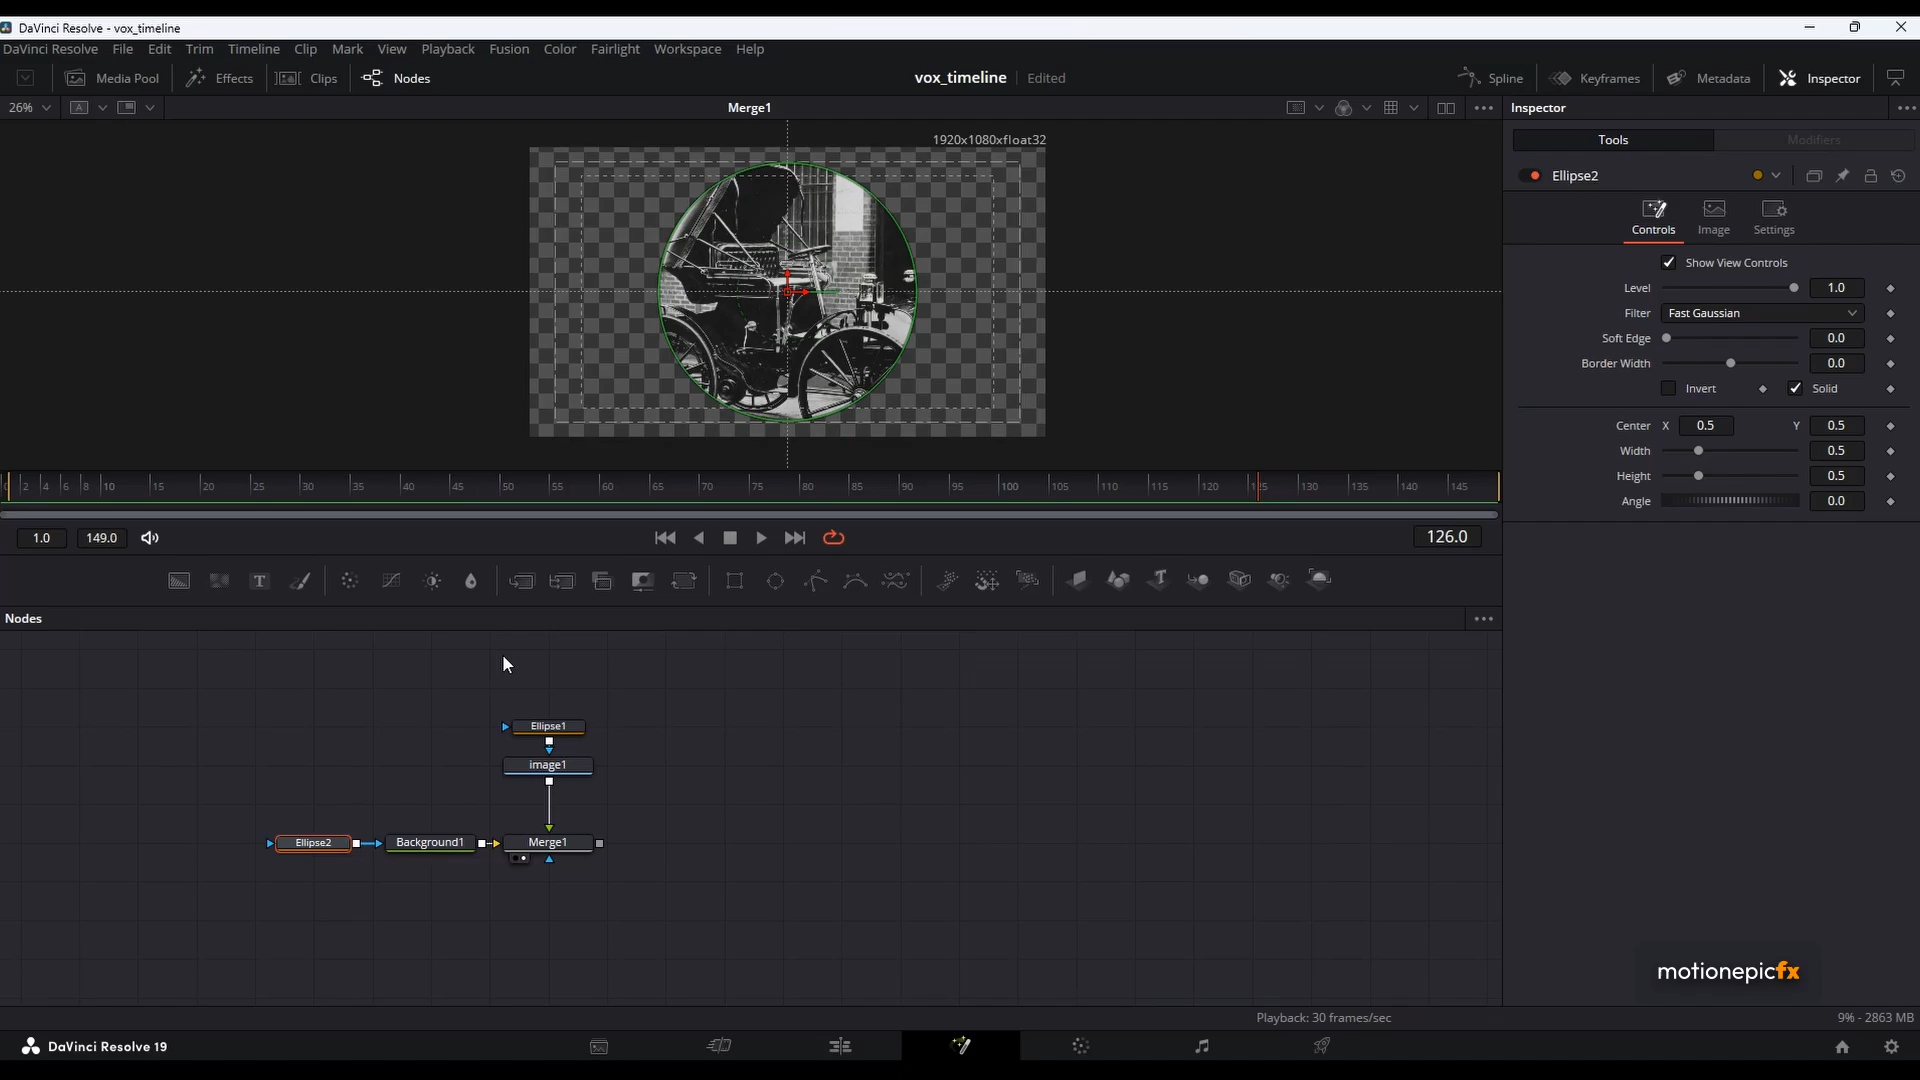 DaVinci Resolve - vox_timeline
DaVinci Resolve File Edit Trim Timeline Clip Mark View Playback Fusion Color Fairlight Workspace Help
Media Pool Effects Clips Nodes vox_timeline Edited Spline Keyframes Metadata Inspector
26% A Merge1 Inspector
1920x1080xfloat32
Tools Modifiers
Ellipse2
Controls Image Settings
Show View Controls
Level 1.0
Filter Fast Gaussian
Soft Edge 0.0
Border Width 0.0
Invert Solid
Center X 0.5 Y 0.5
Width 0.5
Height 0.5
Angle 0.0
0 2 4 6 8 10 15 20 25 30 35 40 45 50 55 60 65 70 75 80 85 90 95 100 105 110 115 120 125 130 135 140 145
1.0 149.0 126.0
T T
Nodes
Ellipse1
image1
Ellipse2 Background1 Merge1
motionepicfx
Playback: 30 frames/sec 9% - 2863 MB
DaVinci Resolve 19